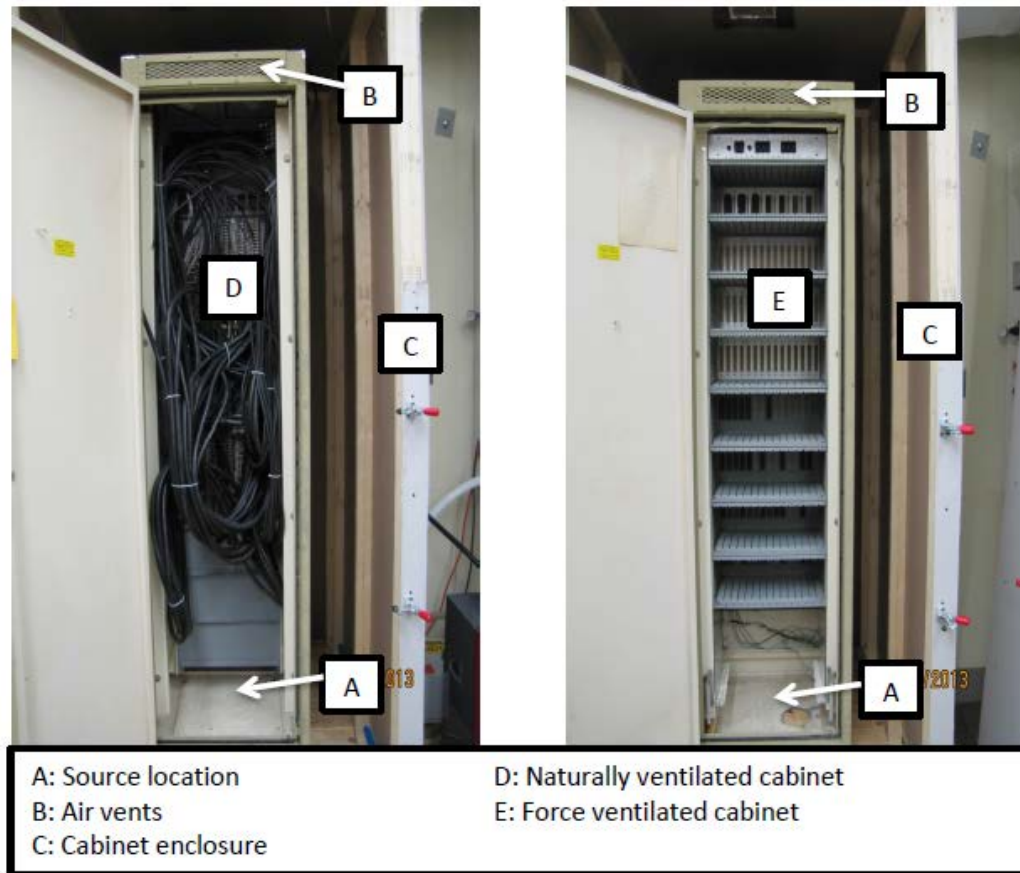 B
B
D
E
C
C
A
013
A
/2013
A: Source location
B: Air vents
C: Cabinet enclosure
D: Naturally ventilated cabinet
E: Force ventilated cabinet